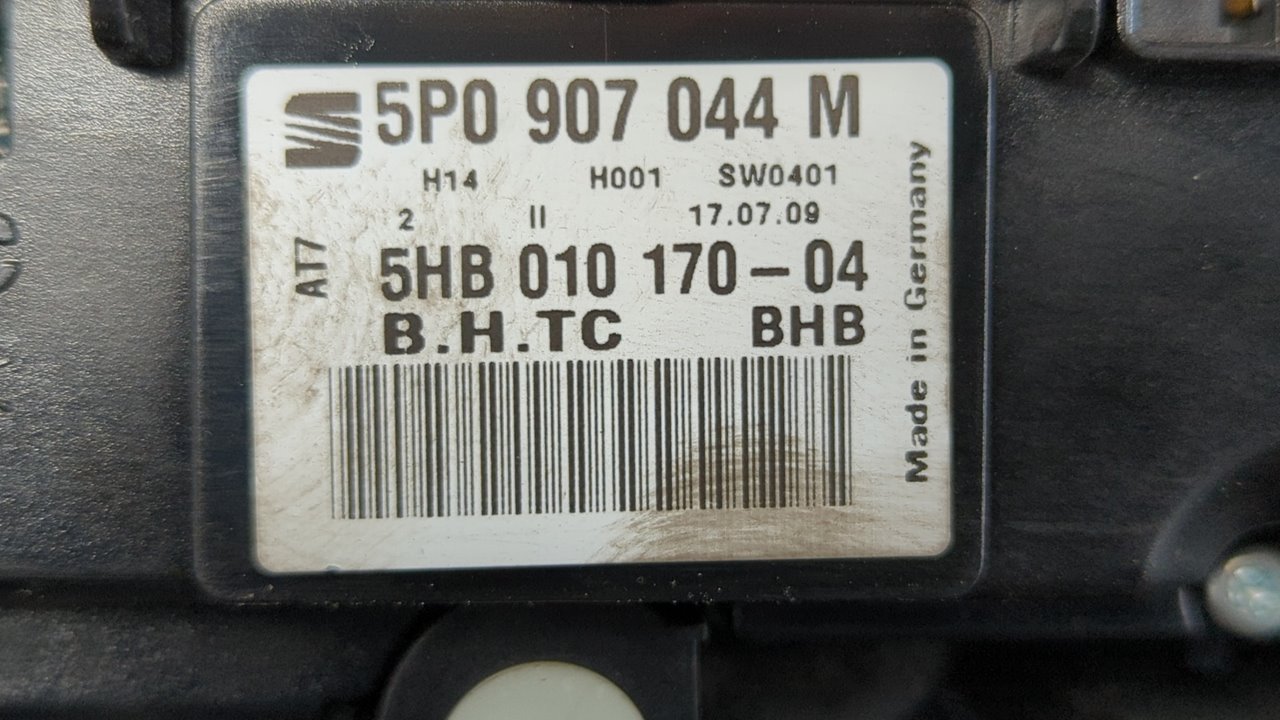 5P0 907 044 M
H14 H001 SW0401
2 II 17.07.09
AT7
5HB 010 170-04
B.H.TC BHB
Made in Germany